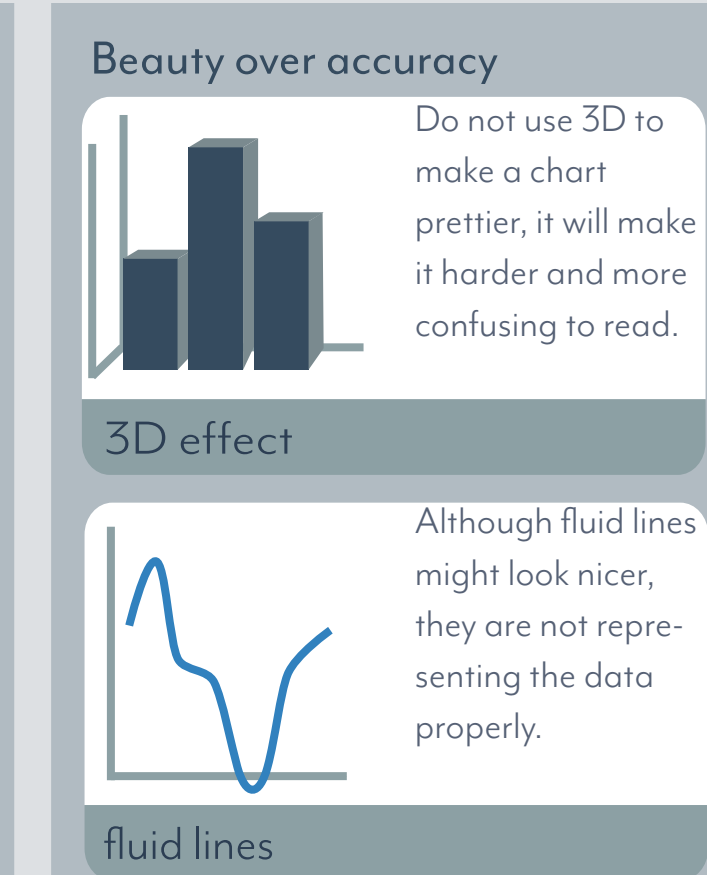 Beauty over accuracy
Do not use 3D to
make a chart
prettier, it will make
it harder and more
confusing to read.
3D effect
Although fluid lines
might look nicer,
they are not repre-
senting the data
properly.
fluid lines